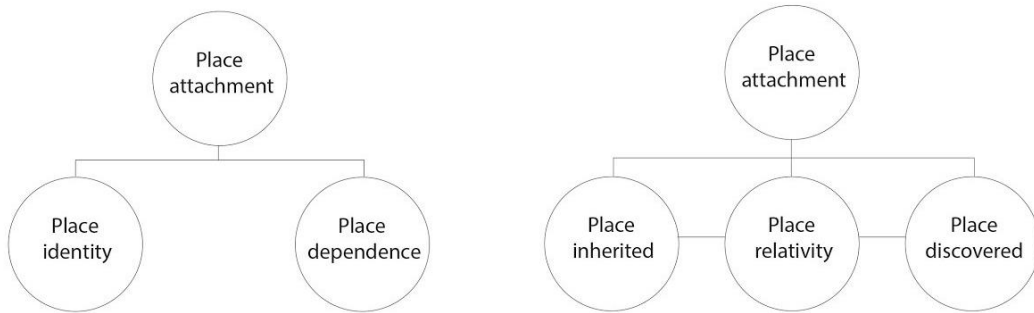 Place
attachment
Place
identity
Place
dependence
Place
attachment
Place
inherited
Place
relativity
Place
discovered